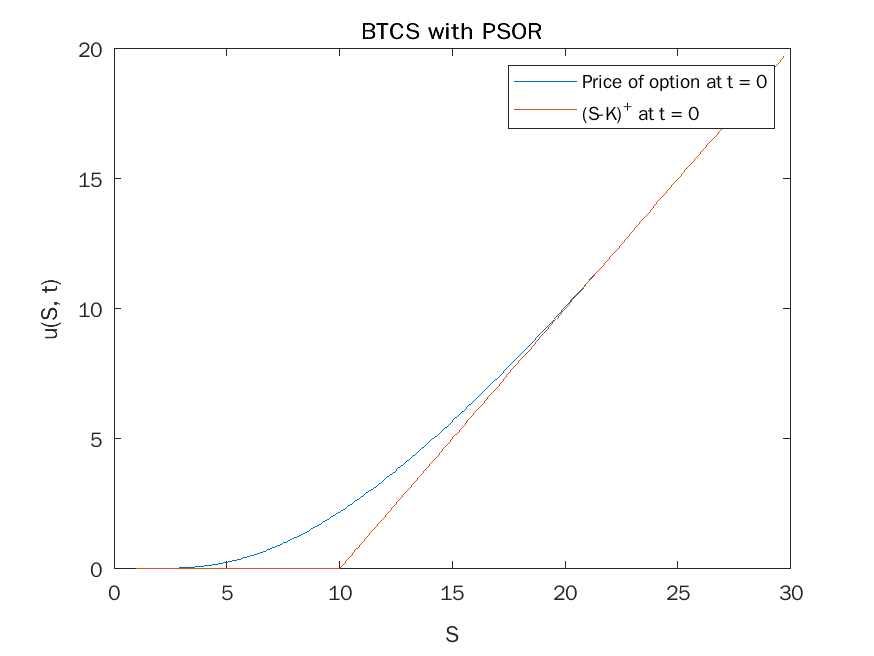 BTCS with PSOR
Price of option at t = 0
(S-K)⁺ at t = 0
u(S, t)
20
15
10
5
0
0 5 10 15 20 25 30
S